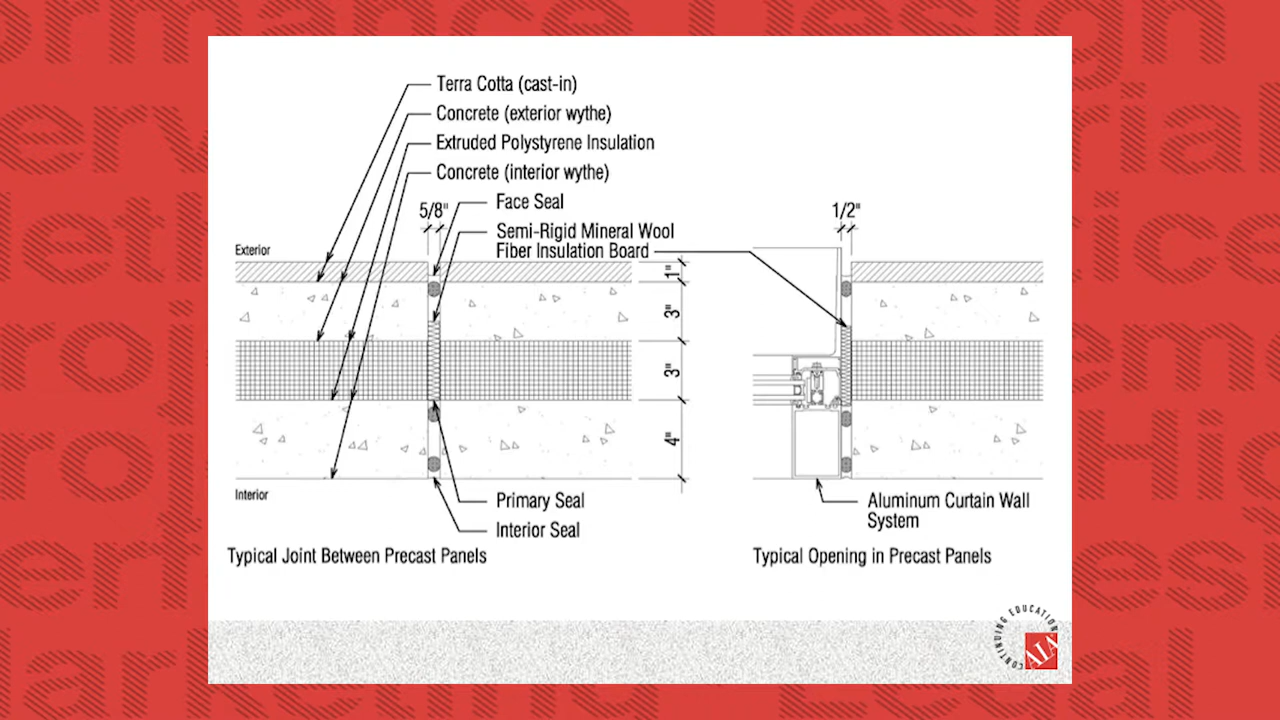 Terra Cotta (cast-in)
Concrete (exterior wythe)
Extruded Polystyrene Insulation
Concrete (interior wythe)
Face Seal
5/8"
1/2"
Semi-Rigid Mineral Wool
Fiber Insulation Board
Exterior
1"
3"
3"
4"
Interior
Primary Seal
Interior Seal
Aluminum Curtain Wall
System
Typical Joint Between Precast Panels
Typical Opening in Precast Panels
CONTINUING EDUCATION
AIA